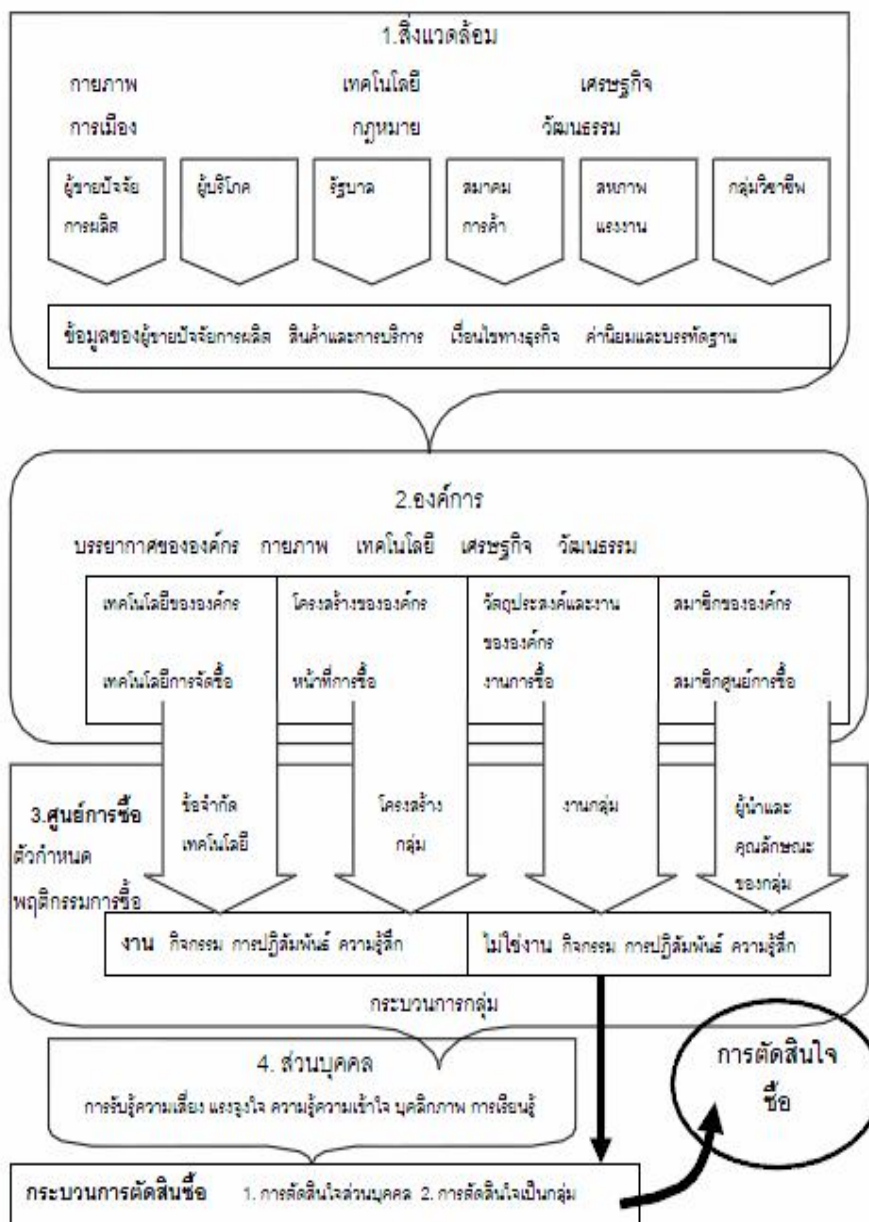 1.สิ่งแวดล้อม
กายภาพ เทคโนโลยี เศรษฐกิจ
การเมือง กฎหมาย วัฒนธรรม
ผู้ขายปัจจัย
การผลิต
ผู้บริโภค
รัฐบาล
สมาคม
การค้า
สหภาพ
แรงงาน
กลุ่มวิชาชีพ
ข้อมูลของผู้ขายปัจจัยการผลิต สินค้าและการบริการ เงื่อนไขทางธุรกิจ ค่านิยมและบรรทัดฐาน
2.องค์การ
บรรยากาศขององค์กร กายภาพ เทคโนโลยี เศรษฐกิจ วัฒนธรรม
เทคโนโลยีขององค์กร
เทคโนโลยีการจัดซื้อ
โครงสร้างขององค์กร
หน้าที่การซื้อ
วัตถุประสงค์และงาน
ขององค์กร
งานการซื้อ
สมาชิกขององค์กร
สมาชิกศูนย์การซื้อ
3.ศูนย์การซื้อ
ตัวกำหนด
พฤติกรรมการซื้อ
ข้อจำกัด
เทคโนโลยี
โครงสร้าง
กลุ่ม
งานกลุ่ม
ผู้นำและ
คุณลักษณะ
ของกลุ่ม
งาน กิจกรรม การปฏิสัมพันธ์ ความรู้สึก
ไม่ใช่งาน กิจกรรม การปฏิสัมพันธ์ ความรู้สึก
กระบวนการกลุ่ม
4. ส่วนบุคคล
การรับรู้ความเสี่ยง แรงจูงใจ ความรู้ความเข้าใจ บุคลิกภาพ การเรียนรู้
การตัดสินใจ
ซื้อ
กระบวนการตัดสินซื้อ 1. การตัดสินใจส่วนบุคคล 2. การตัดสินใจเป็นกลุ่ม